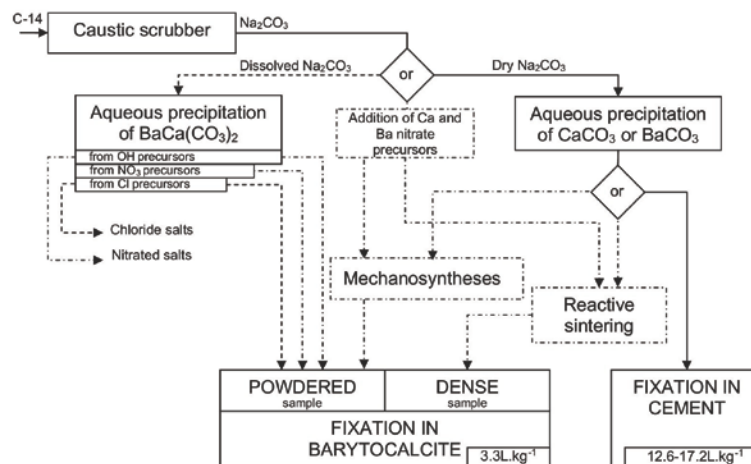 C-14
Caustic scrubber
Na₂CO₃
Dissolved Na₂CO₃
or
Dry Na₂CO₃
Aqueous precipitation
of BaCa(CO₃)₂
from OH precursors
from NO₃ precursors
from Cl precursors
Addition of Ca and
Ba nitrate
precursors
Aqueous precipitation
of CaCO₃ or BaCO₃
or
Chloride salts
Nitrated salts
Mechanosyntheses
Reactive
sintering
POWDERED
sample
DENSE
sample
FIXATION IN
BARYTOCALCITE
3.3L.kg⁻¹
FIXATION IN
CEMENT
12.6-17.2L.kg⁻¹